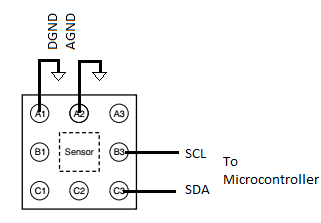 DGND
AGND
A1 A2 A3
B1 Sensor B3 SCL
To
Microcontroller
C1 C2 C3 SDA